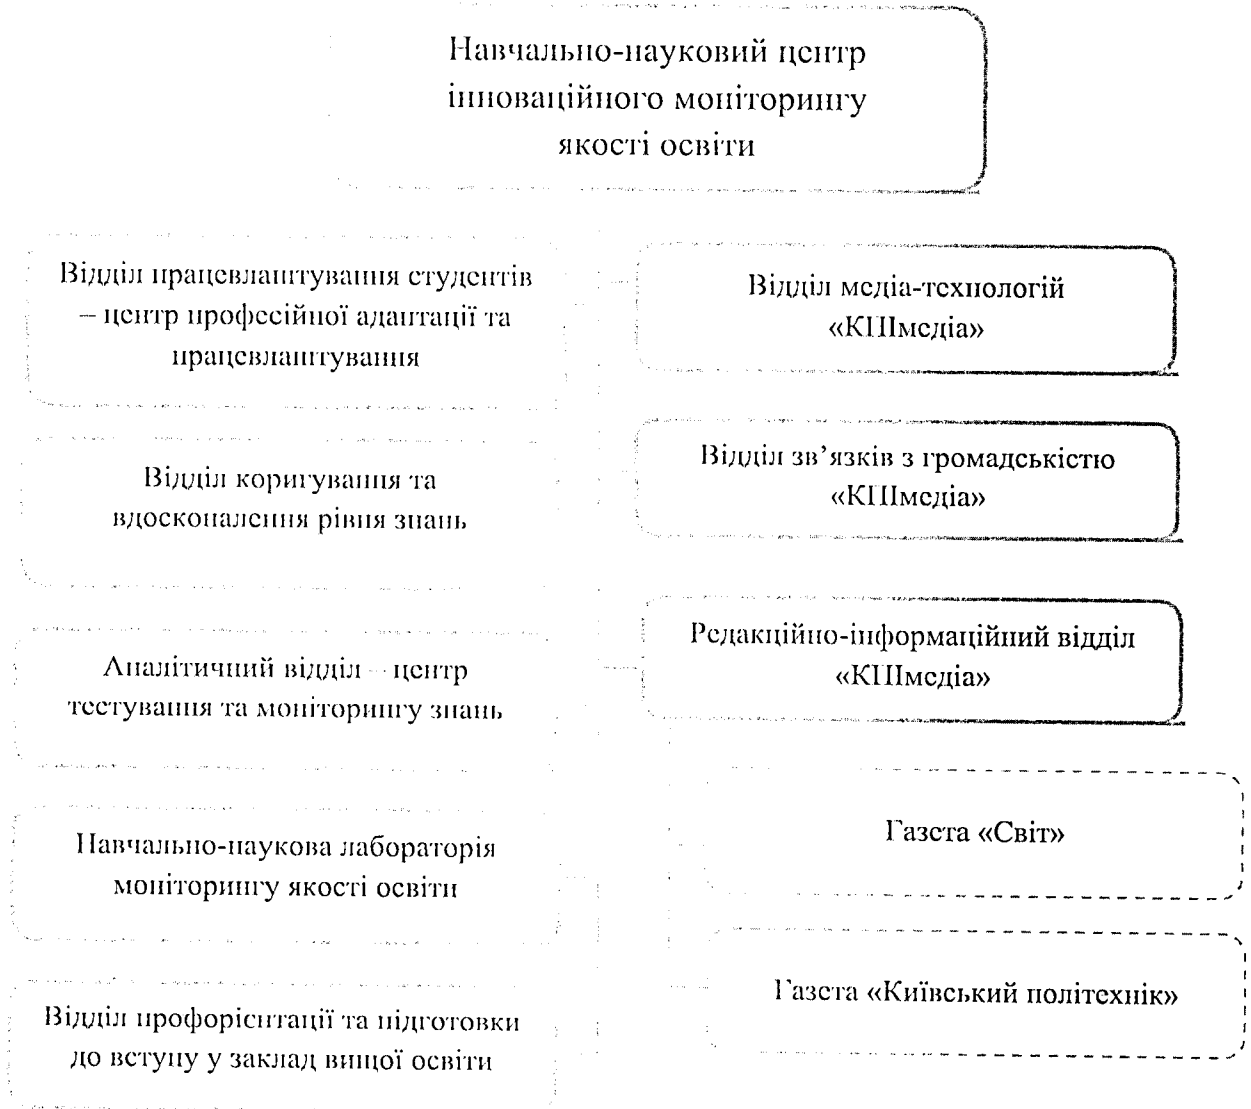 Навчально-науковий центр
інноваційного моніторингу
якості освіти
Відділ працевлаштування студентів
– центр професійної адаптації та
працевлаштування
Відділ коригування та
вдосконалення рівня знань
Аналітичний відділ – центр
тестування та моніторингу знань
Навчально-наукова лабораторія
моніторингу якості освіти
Відділ профорієнтації та підготовки
до вступу у заклад вищої освіти
Відділ медіа-технологій
«КПІмедіа»
Відділ зв’язків з громадськістю
«КПІмедіа»
Редакційно-інформаційний відділ
«КПІмедіа»
Газета «Світ»
Газета «Київський політехнік»